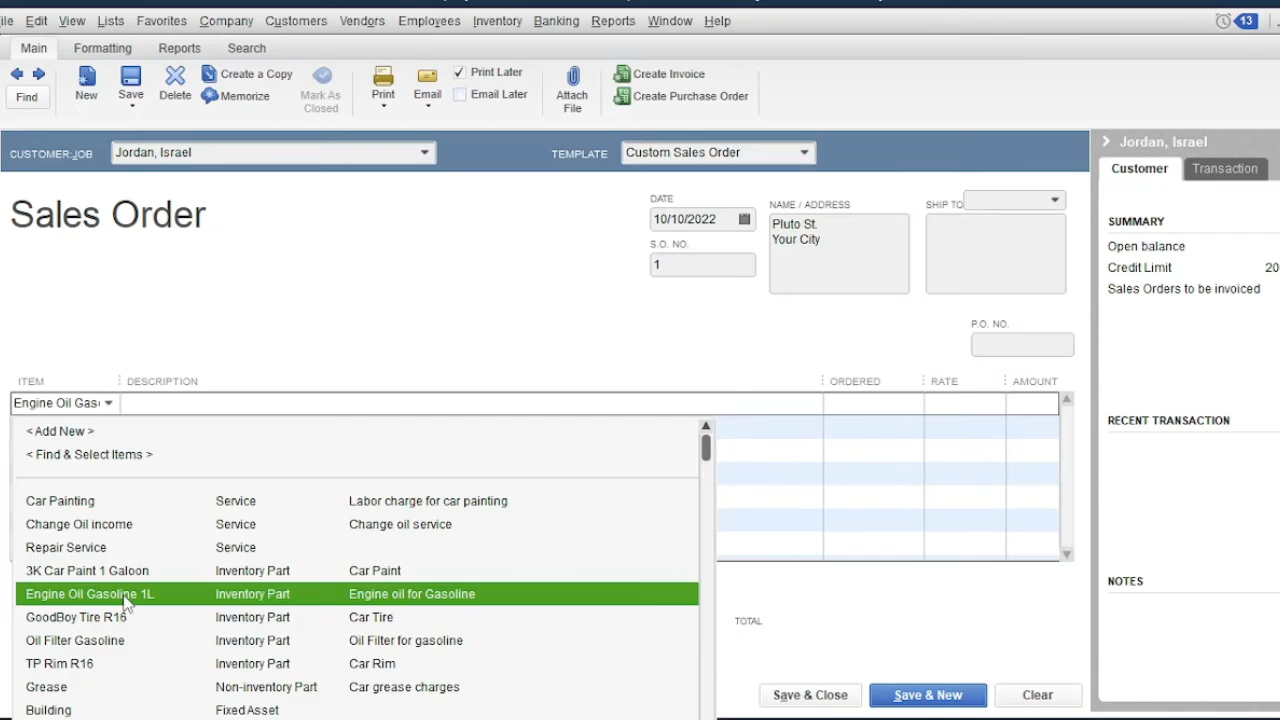 ile Edit View Lists Favorites Company Customers Vendors Employees Inventory Banking Reports Window Help 13
Main Formatting Reports Search
Find New Save Delete Create a Copy Memorize Mark As Closed Print Email Print Later Email Later Attach File Create Invoice Create Purchase Order
CUSTOMER:JOB Jordan, Israel TEMPLATE Custom Sales Order
Jordan, Israel
Customer Transaction
Sales Order
DATE
10/10/2022
S.O. NO.
1
NAME / ADDRESS
Pluto St.
Your City
SHIP TO
P.O. NO.
SUMMARY
Open balance
Credit Limit 20
Sales Orders to be invoiced
ITEM DESCRIPTION ORDERED RATE AMOUNT
Engine Oil Gas
< Add New >
< Find & Select Items >
Car Painting Service Labor charge for car painting
Change Oil income Service Change oil service
Repair Service Service
3K Car Paint 1 Galoon Inventory Part Car Paint
Engine Oil Gasoline 1L Inventory Part Engine oil for Gasoline
GoodBoy Tire R16 Inventory Part Car Tire
Oil Filter Gasoline Inventory Part Oil Filter for gasoline
TP Rim R16 Inventory Part Car Rim
Grease Non-inventory Part Car grease charges
Building Fixed Asset
RECENT TRANSACTION
NOTES
TOTAL
Save & Close Save & New Clear